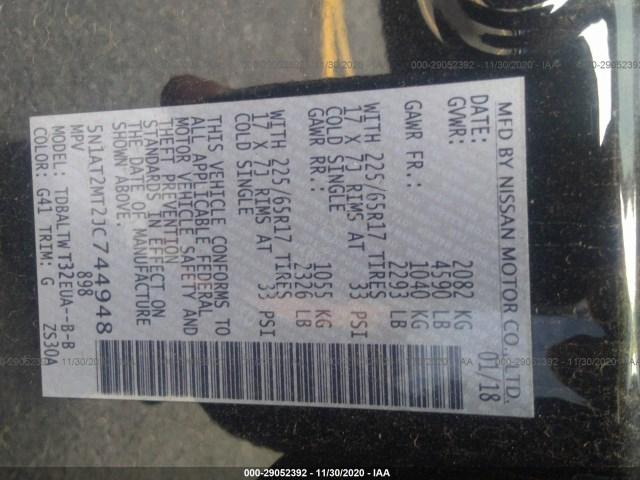 MFD BY NISSAN MOTOR CO., LTD.
DATE: 01/18
GVWR: 2082 KG
4590 LB
GAWR FR.: 1040 KG
2293 LB
WITH 225/65R17 TIRES
17 X 7J RIMS AT 33 PSI
COLD SINGLE
GAWR RR.: 1055 KG
2326 LB
WITH 225/65R17 TIRES
17 X 7J RIMS AT 33 PSI
COLD SINGLE
THIS VEHICLE CONFORMS TO
ALL APPLICABLE FEDERAL
MOTOR VEHICLE SAFETY AND
THEFT PREVENTION
STANDARDS IN EFFECT ON
THE DATE OF MANUFACTURE
SHOWN ABOVE.
5N1AT2MT2JC744948
MPV 898
MODEL: TDBALTWT32EUA--B-B
COLOR: G41 TRIM: G ZS30A
000-29052392 - 11/30/2020 - IAA